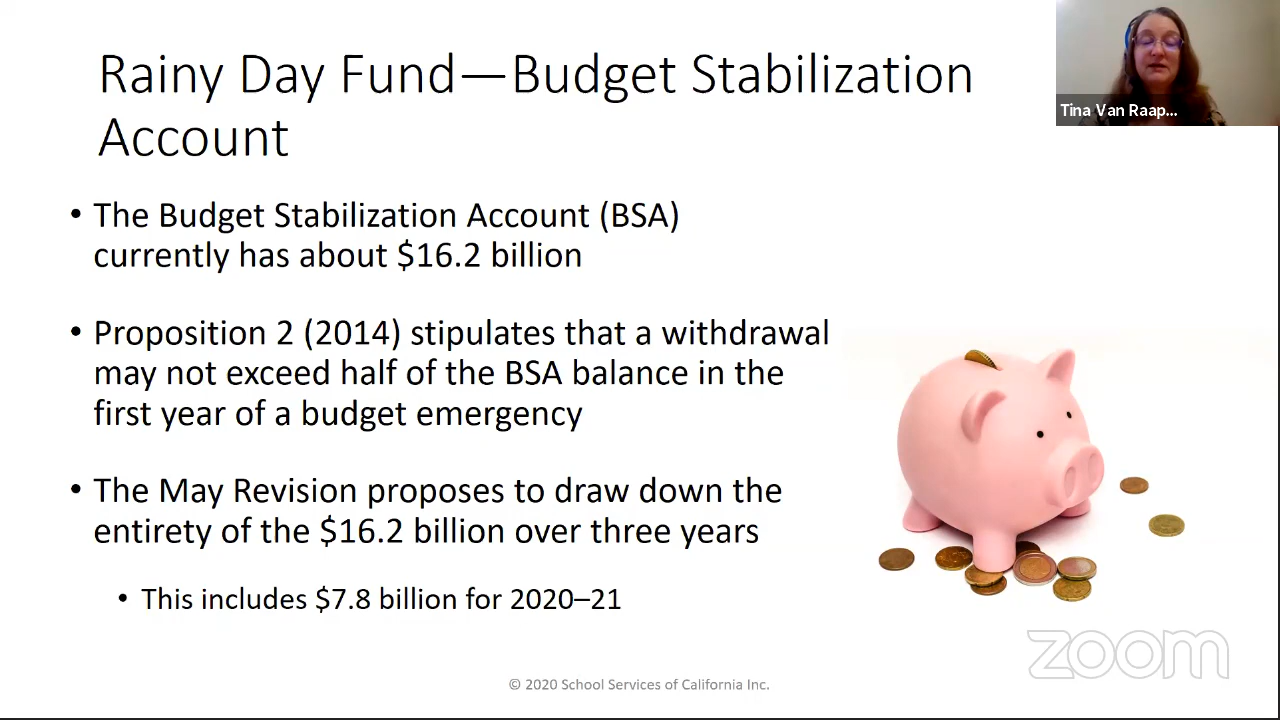 Rainy Day Fund—Budget Stabilization
Account
Tina Van Raap...
• The Budget Stabilization Account (BSA)
currently has about $16.2 billion
• Proposition 2 (2014) stipulates that a withdrawal
may not exceed half of the BSA balance in the
first year of a budget emergency
• The May Revision proposes to draw down the
entirety of the $16.2 billion over three years
• This includes $7.8 billion for 2020–21
zoom
© 2020 School Services of California Inc.